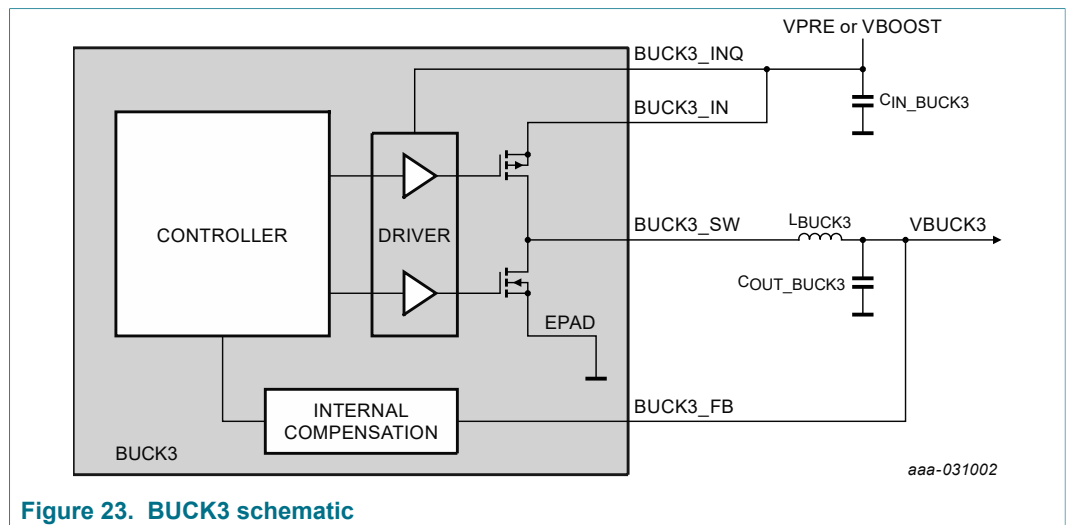 VPRE or VBOOST
BUCK3_INQ
CIN_BUCK3
BUCK3_IN
CONTROLLER
DRIVER
BUCK3_SW
LBUCK3
VBUCK3
COUT_BUCK3
EPAD
INTERNAL
COMPENSATION
BUCK3_FB
BUCK3
aaa-031002
Figure 23. BUCK3 schematic